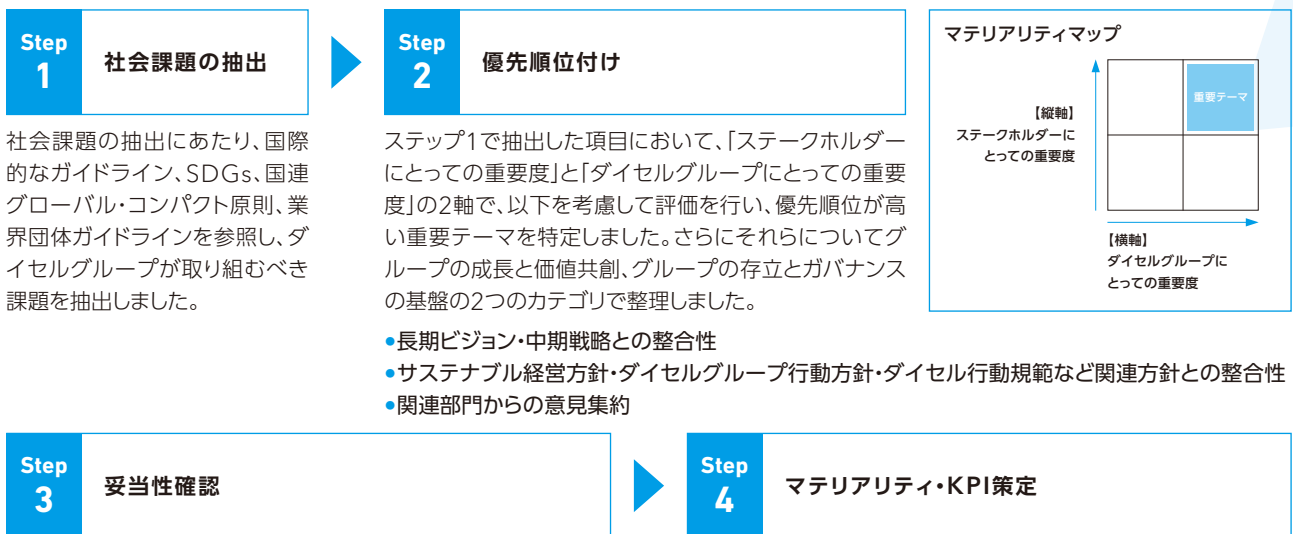 Step
1
社会課題の抽出
社会課題の抽出にあたり、国際
的なガイドライン、SDGs、国連
グローバル・コンパクト原則、業
界団体ガイドラインを参照し、ダ
イセルグループが取り組むべき
課題を抽出しました。
Step
2
優先順位付け
ステップ1で抽出した項目において、「ステークホルダー
にとっての重要度」と「ダイセルグループにとっての重要
度」の2軸で、以下を考慮して評価を行い、優先順位が高
い重要テーマを特定しました。さらにそれらについてグ
ループの成長と価値共創、グループの存立とガバナンス
の基盤の2つのカテゴリで整理しました。
●長期ビジョン・中期戦略との整合性
●サステナブル経営方針・ダイセルグループ行動方針・ダイセル行動規範など関連方針との整合性
●関連部門からの意見集約
マテリアリティマップ
重要テーマ
【縦軸】
ステークホルダーに
とっての重要度
【横軸】
ダイセルグループに
とっての重要度
Step
3
妥当性確認
Step
4
マテリアリティ・KPI策定